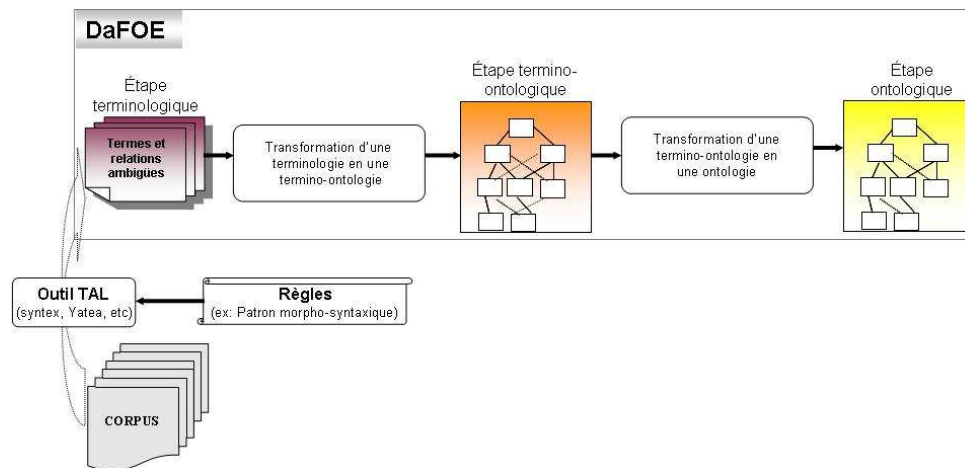 DaFOE
Étape
terminologique
Termes et
relations
ambigües
Transformation d'une
terminologie en une
termino-ontologie
Étape termino-
ontologique
Transformation d'une
termino-ontologie en
une ontologie
Étape
ontologique
Outil TAL
(syntex, Yatea, etc)
Règles
(ex: Patron morpho-syntaxique)
CORPUS